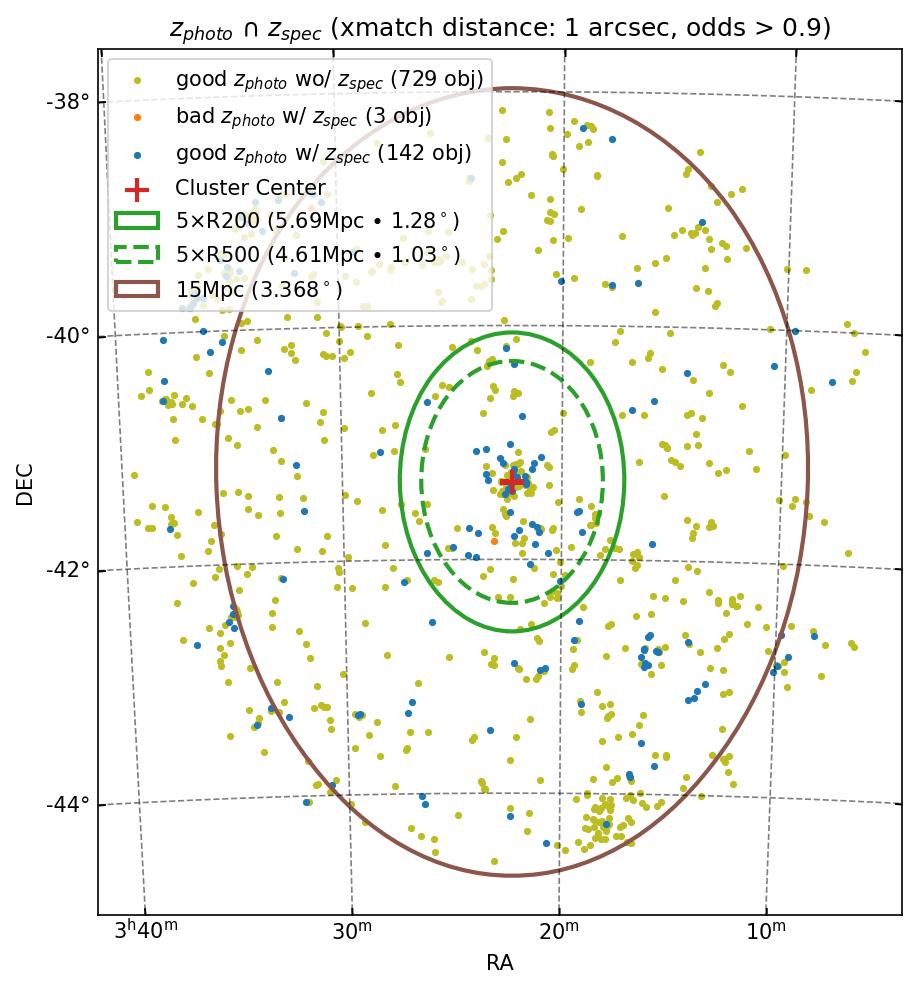 z_photo ∩ z_spec (xmatch distance: 1 arcsec, odds > 0.9)
good z_photo wo/ z_spec (729 obj)
bad z_photo w/ z_spec (3 obj)
good z_photo w/ z_spec (142 obj)
Cluster Center
5×R200 (5.69Mpc • 1.28°)
5×R500 (4.61Mpc • 1.03°)
15Mpc (3.368°)
-38°
-40°
-42°
-44°
DEC
3h40m 30m 20m 10m
RA